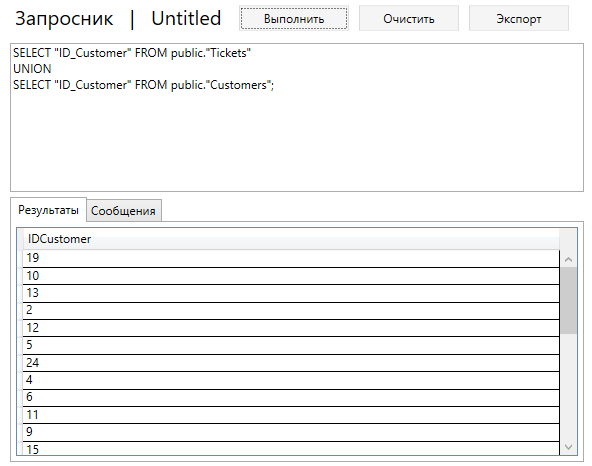 Запросник | Untitled Выполнить Очистить Экспорт
SELECT "ID_Customer" FROM public."Tickets"
UNION
SELECT "ID_Customer" FROM public."Customers";
Результаты Сообщения
IDCustomer
19
10
13
2
12
5
24
4
6
11
9
15